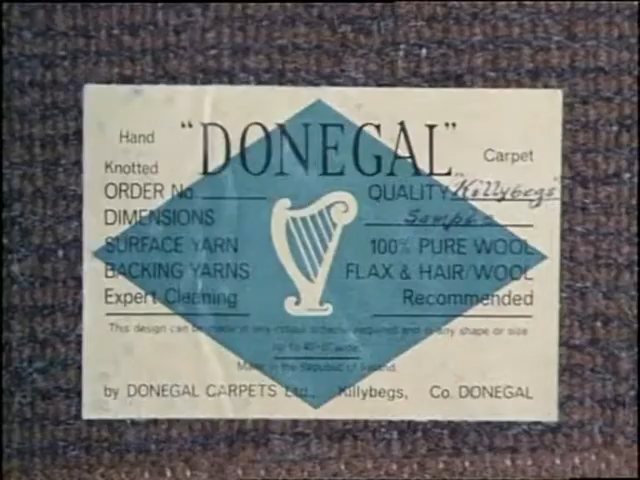 "DONEGAL"
Hand Knotted Carpet
ORDER No. QUALITY "Killybegs"
DIMENSIONS Sample
SURFACE YARN 100% PURE WOOL
BACKING YARNS FLAX & HAIR/WOOL
Expert Cleaning Recommended
This design can be made in any colour scheme required and in any shape or size
Made in the Republic of Ireland
by DONEGAL CARPETS Ltd., Killybegs, Co. DONEGAL